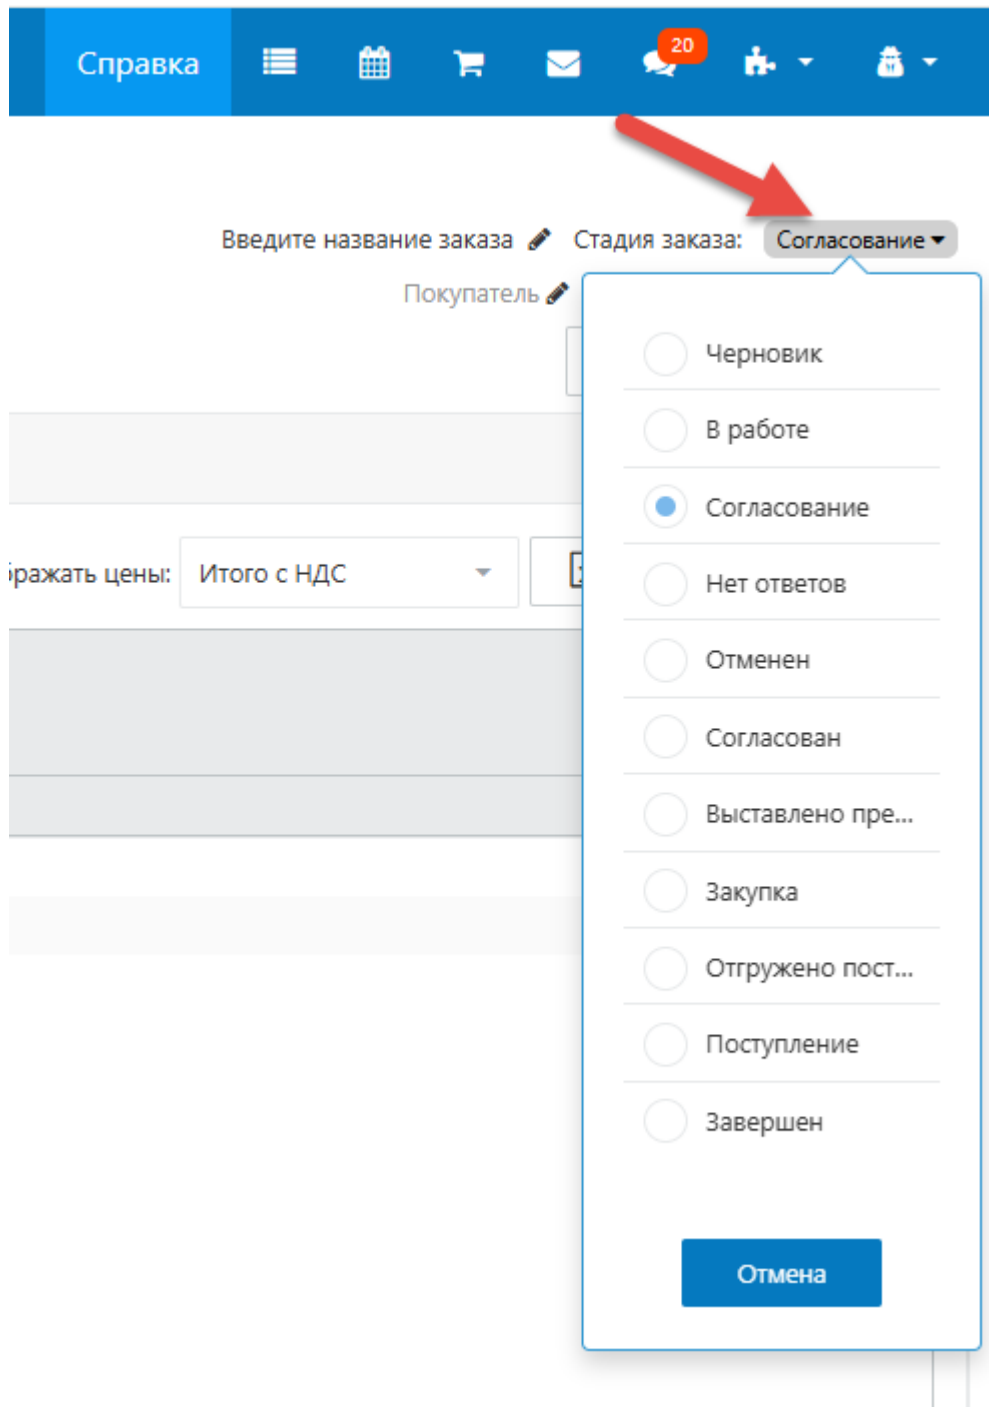 Справка
20
Введите название заказа Стадия заказа: Согласование
Покупатель
Черновик
В работе
Согласование
ражать цены: Итого с НДС
Нет ответов
Отменен
Согласован
Выставлено пре...
Закупка
Отгружено пост...
Поступление
Завершен
Отмена